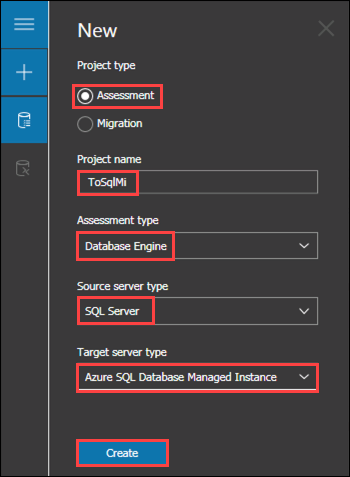 New
Project type
Assessment
Migration
Project name
ToSqlMi
Assessment type
Database Engine
Source server type
SQL Server
Target server type
Azure SQL Database Managed Instance
Create